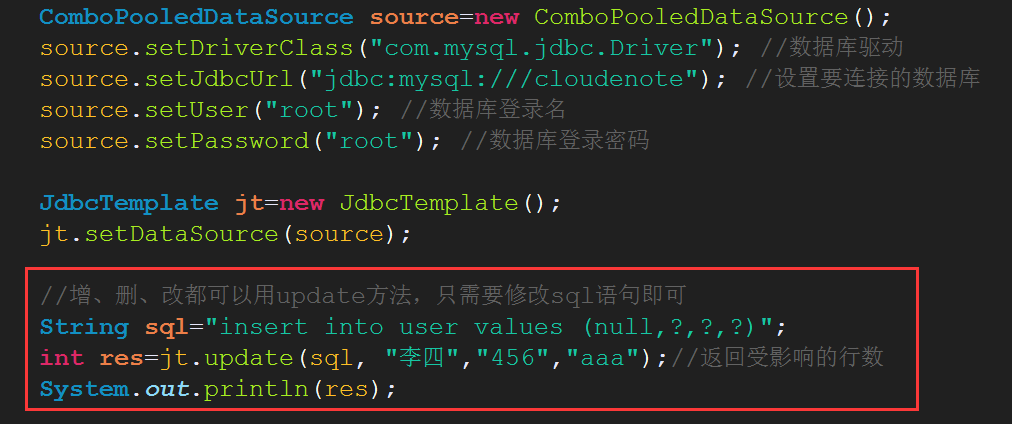 ComboPooledDataSource source=new ComboPooledDataSource();
source.setDriverClass("com.mysql.jdbc.Driver"); //数据库驱动
source.setJdbcUrl("jdbc:mysql:///cloudenote"); //设置要连接的数据库
source.setUser("root"); //数据库登录名
source.setPassword("root"); //数据库登录密码
JdbcTemplate jt=new JdbcTemplate();
jt.setDataSource(source);
//增、删、改都可以用update方法，只需要修改sql语句即可
String sql="insert into user values (null,?,?,?)";
int res=jt.update(sql, "李四","456","aaa");//返回受影响的行数
System.out.println(res);